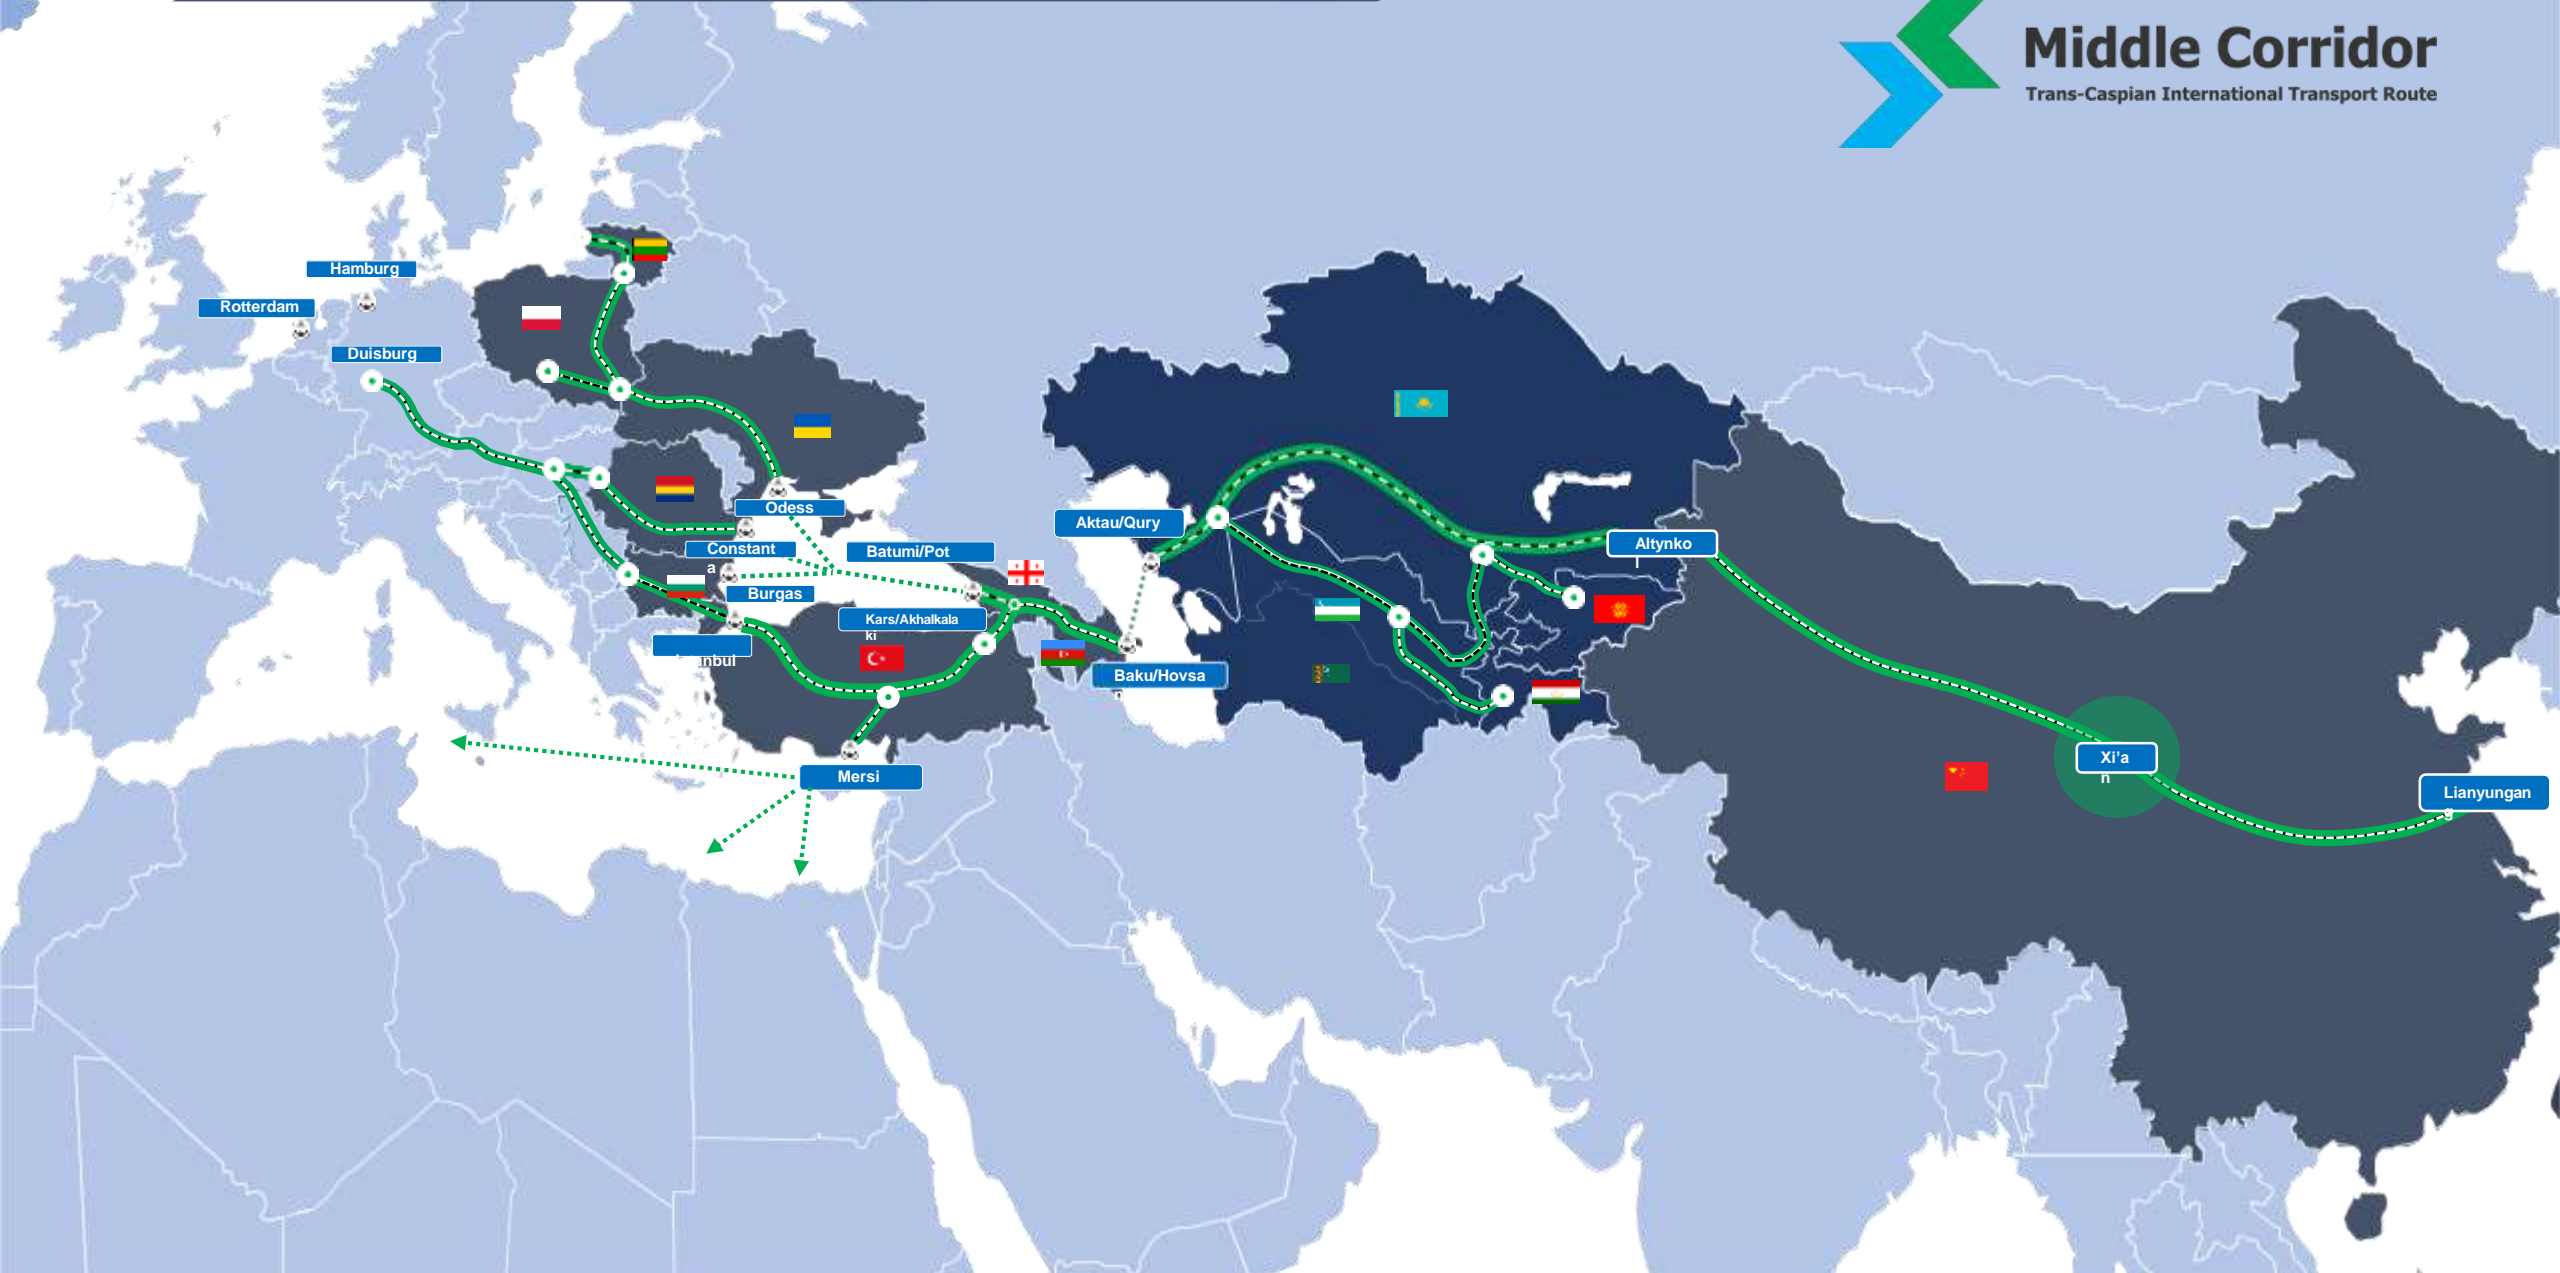 Middle Corridor
Trans-Caspian International Transport Route
Hamburg
Rotterdam
Duisburg
Odess
Constant
a
Batumi/Pot
Burgas
Kars/Akhalkala
ki
anbul
Mersi
Aktau/Qury
Baku/Hovsa
Altynko
l
Xi’a
n
Lianyungan
g